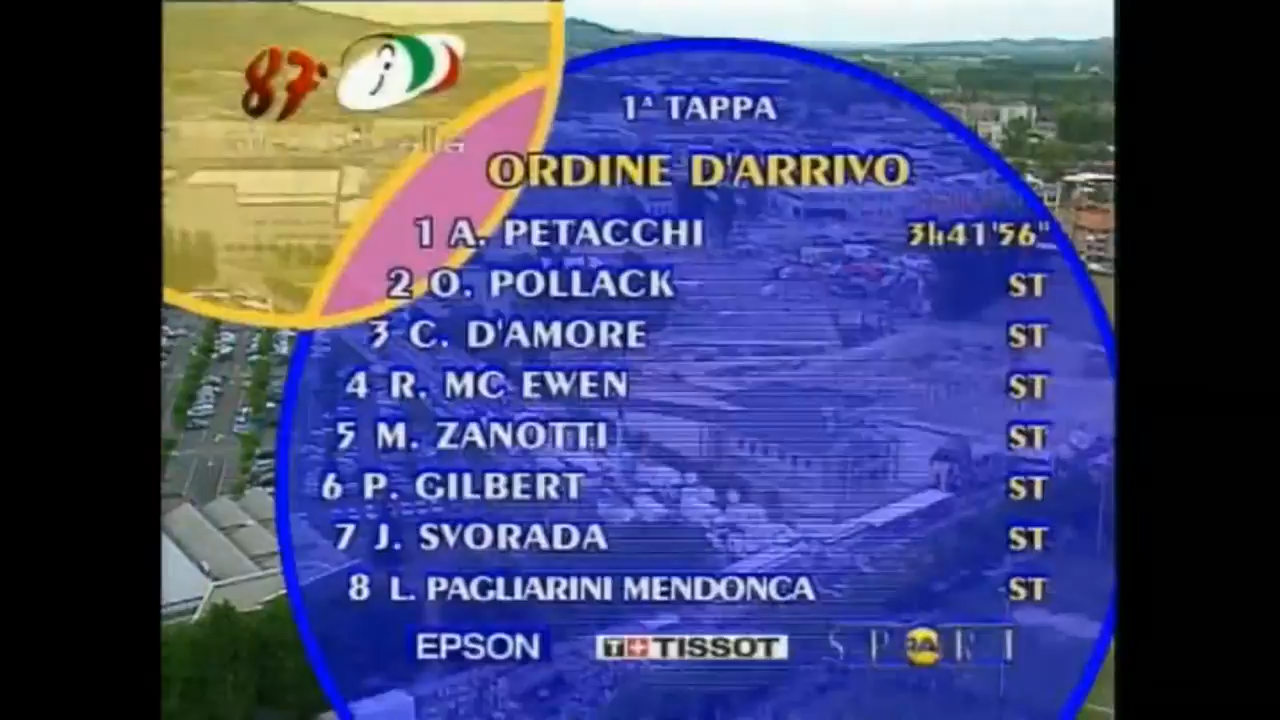 87°
1ª TAPPA
ORDINE D'ARRIVO
1 A. PETACCHI 3h41'56"
2 O. POLLACK ST
3 C. D'AMORE ST
4 R. MC EWEN ST
5 M. ZANOTTI ST
6 P. GILBERT ST
7 J. SVORADA ST
8 L. PAGLIARINI MENDONCA ST
EPSON T+ TISSOT SPORT